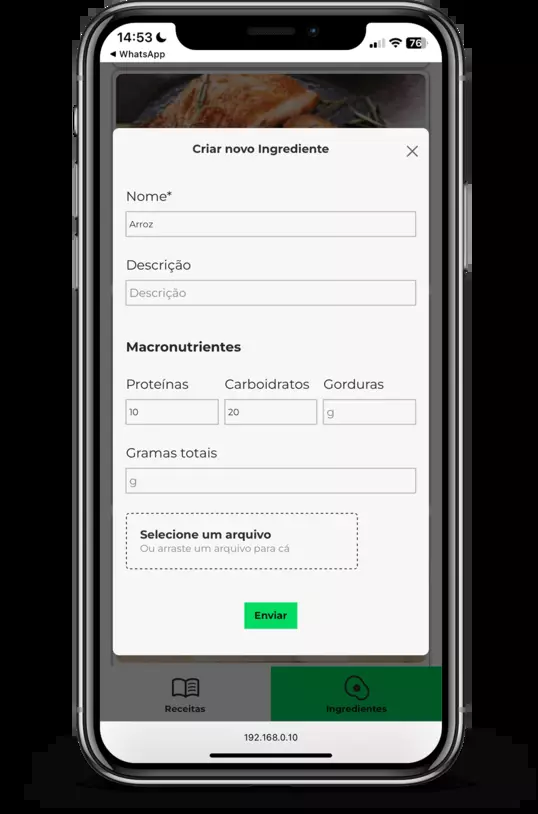 14:53
76
◀ WhatsApp
Criar novo Ingrediente
Nome*
Arroz
Descrição
Descrição
Macronutrientes
Proteínas Carboidratos Gorduras
10 20 g
Gramas totais
g
Selecione um arquivo
Ou arraste um arquivo para cá
Enviar
Receitas Ingredientes
192.168.0.10